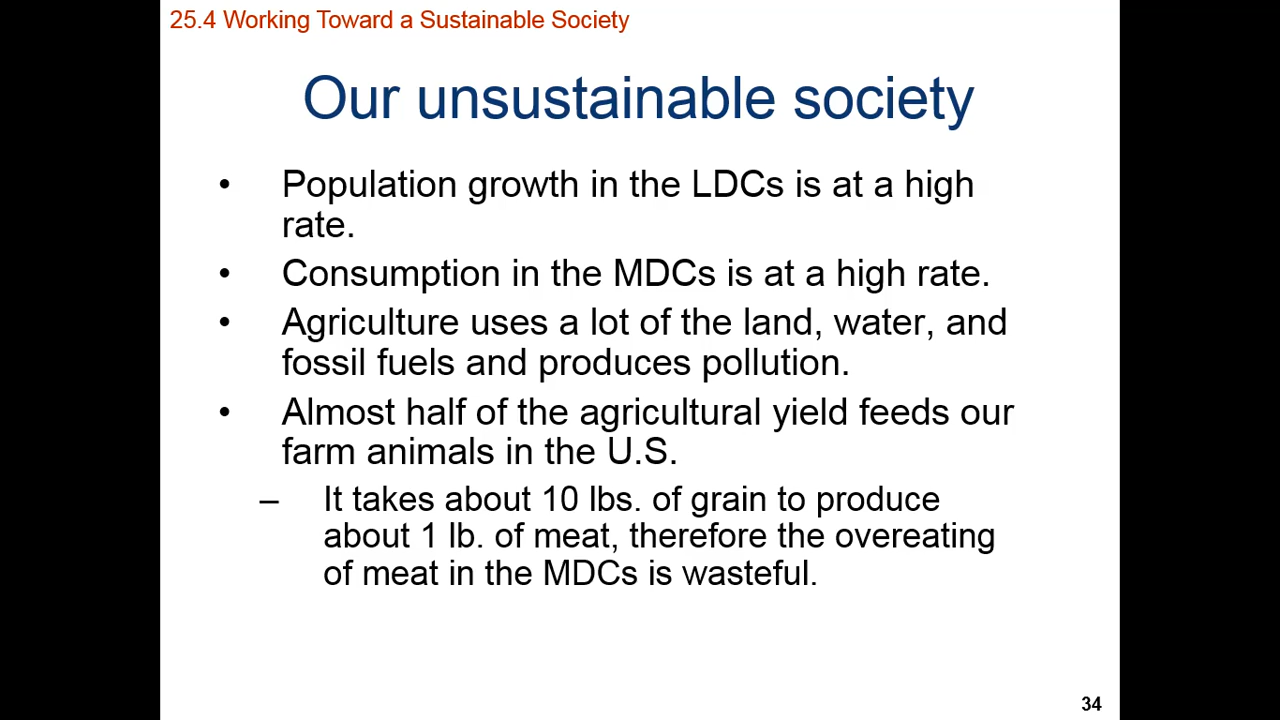 25.4 Working Toward a Sustainable Society
Our unsustainable society
• Population growth in the LDCs is at a high
rate.
• Consumption in the MDCs is at a high rate.
• Agriculture uses a lot of the land, water, and
fossil fuels and produces pollution.
• Almost half of the agricultural yield feeds our
farm animals in the U.S.
– It takes about 10 lbs. of grain to produce
about 1 lb. of meat, therefore the overeating
of meat in the MDCs is wasteful.
34